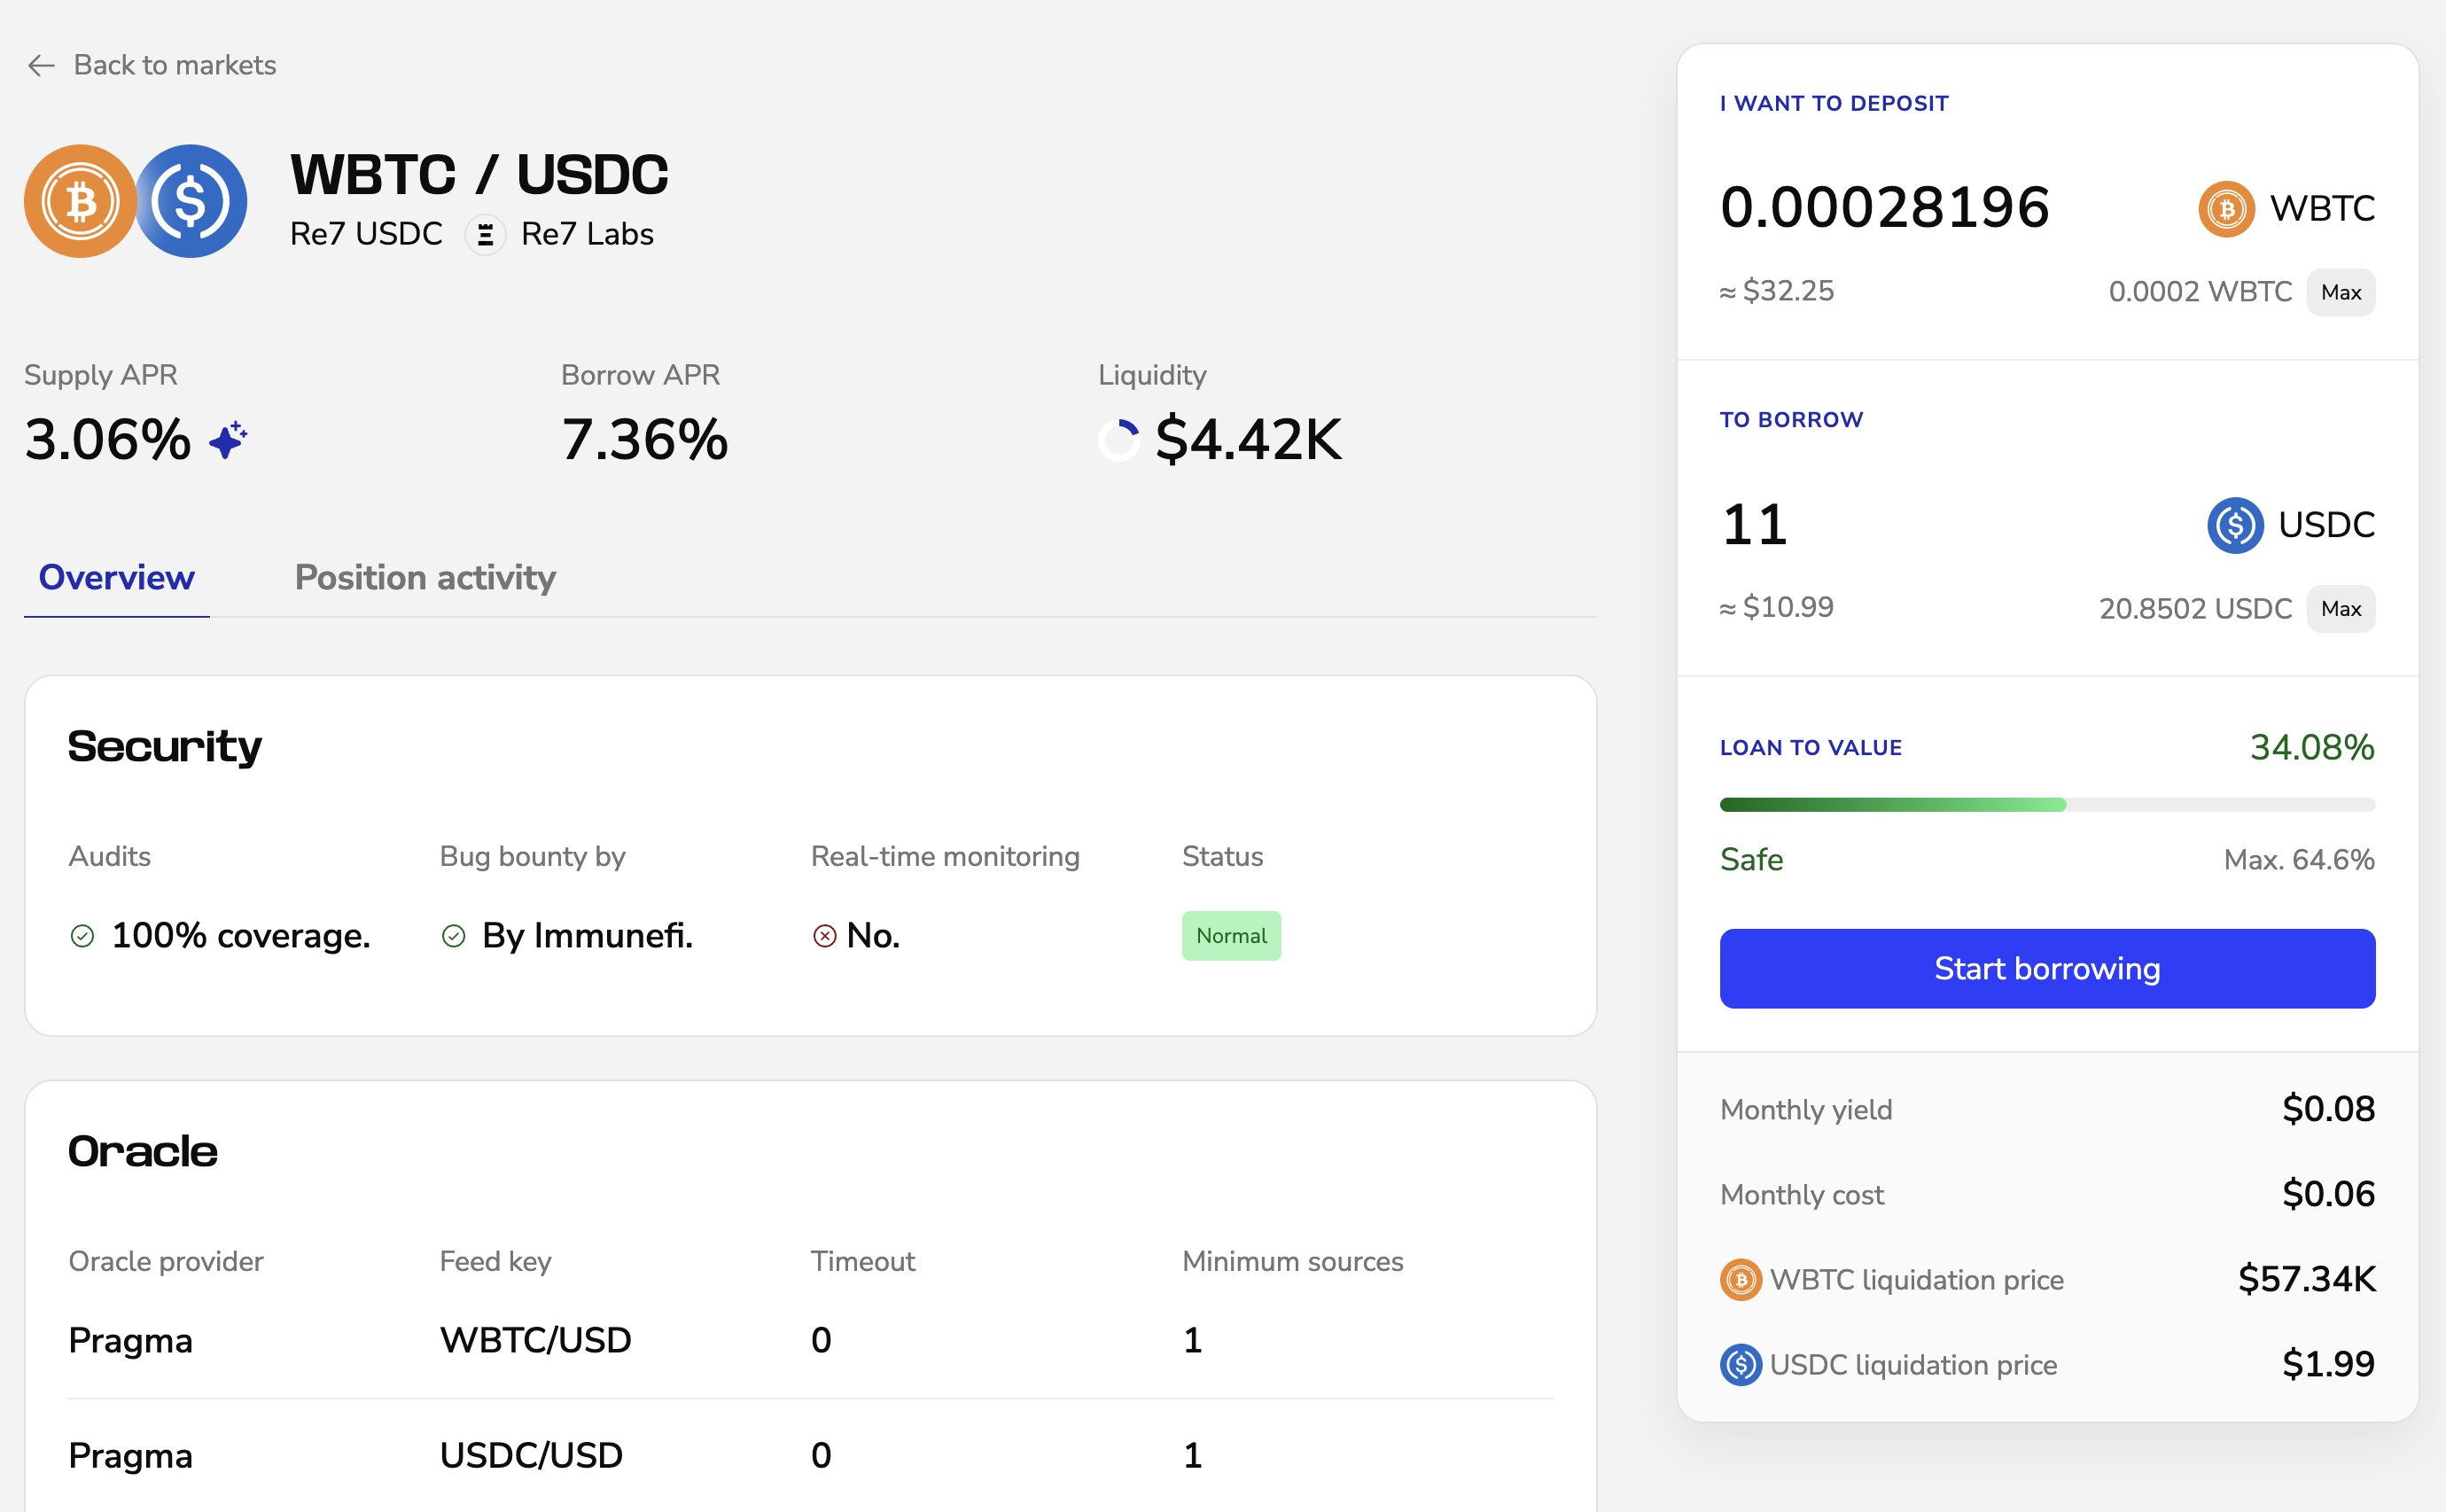 Back to markets
WBTC / USDC
Re7 USDC Re7 Labs
Supply APR
3.06%
Borrow APR
7.36%
Liquidity
$4.42K
Overview
Position activity
Security
Audits
Bug bounty by
Real-time monitoring
Status
100% coverage.
By Immunefi.
No.
Normal
Oracle
Oracle provider
Feed key
Timeout
Minimum sources
Pragma
WBTC/USD
0
1
Pragma
USDC/USD
0
1
I WANT TO DEPOSIT
0.00028196
WBTC
≈ $32.25
0.0002 WBTC
Max
TO BORROW
11
USDC
≈ $10.99
20.8502 USDC
Max
LOAN TO VALUE
34.08%
Safe
Max. 64.6%
Start borrowing
Monthly yield
$0.08
Monthly cost
$0.06
WBTC liquidation price
$57.34K
USDC liquidation price
$1.99